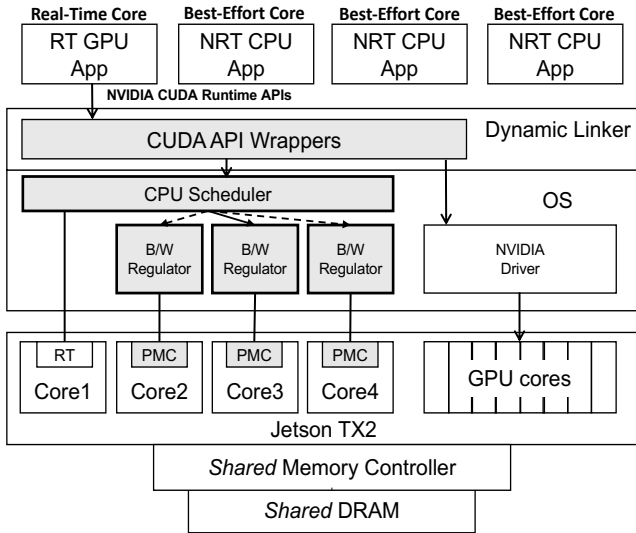 Real-Time Core
Best-Effort Core
Best-Effort Core
Best-Effort Core
RT GPU
App
NRT CPU
App
NRT CPU
App
NRT CPU
App
NVIDIA CUDA Runtime APIs
CUDA API Wrappers
Dynamic Linker
CPU Scheduler
OS
B/W
Regulator
B/W
Regulator
B/W
Regulator
NVIDIA
Driver
RT
PMC
PMC
PMC
Core1
Core2
Core3
Core4
GPU cores
Jetson TX2
Shared Memory Controller
Shared DRAM